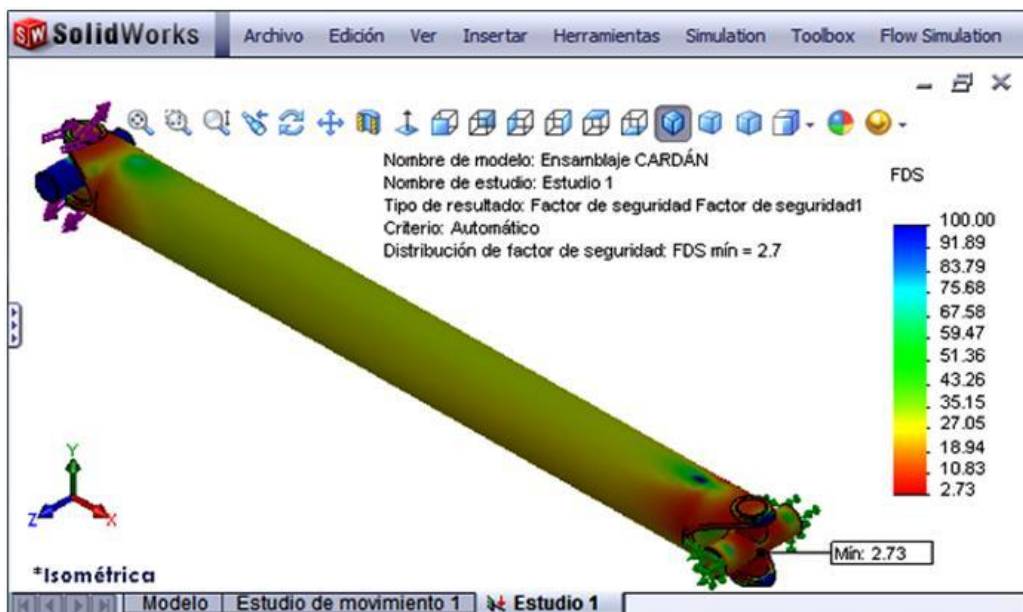 SolidWorks Archivo Edición Ver Insertar Herramientas Simulation Toolbox Flow Simulation
Nombre de modelo: Ensamblaje CARDÁN
Nombre de estudio: Estudio 1
Tipo de resultado: Factor de seguridad Factor de seguridad1
Criterio: Automático
Distribución de factor de seguridad: FDS mín = 2.7
FDS
100.00
91.89
83.79
75.68
67.58
59.47
51.36
43.26
35.15
27.05
18.94
10.83
2.73
Mín: 2.73
Y
Z
X
*Isométrica
Modelo Estudio de movimiento 1 Estudio 1